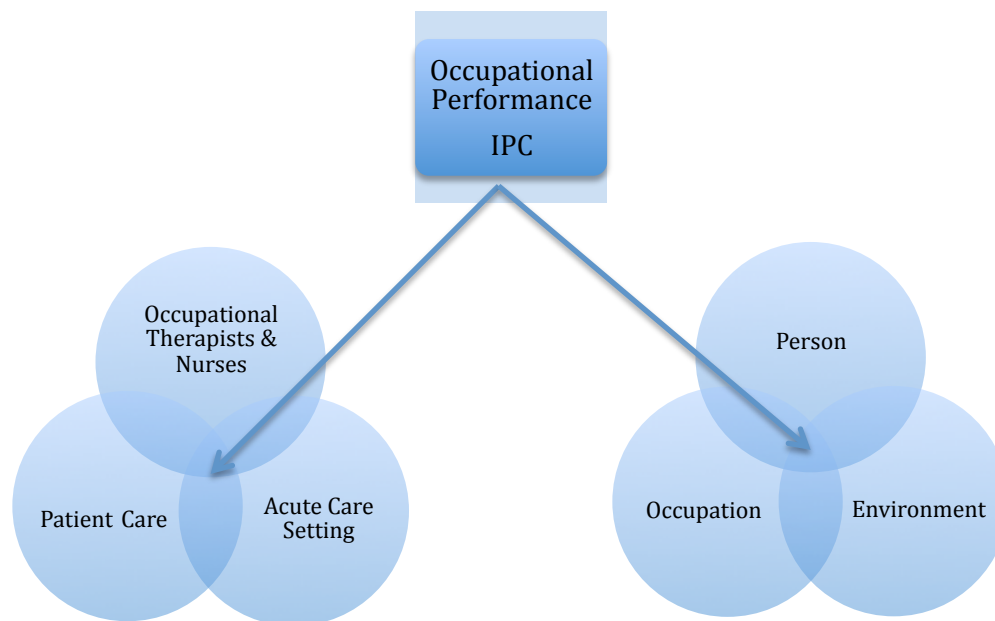 Occupational
Performance
IPC
Occupational
Therapists &
Nurses
Person
Patient Care
Acute Care
Setting
Occupation
Environment